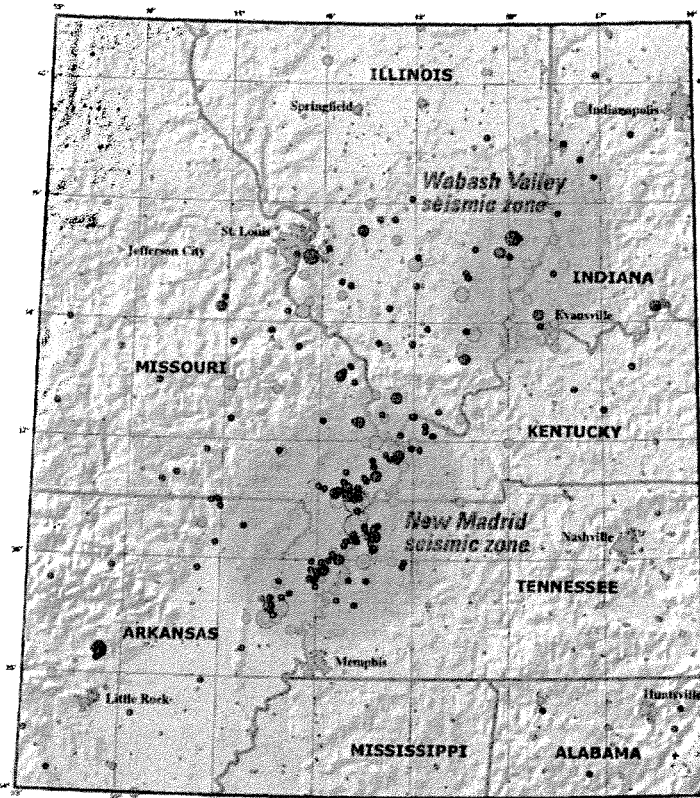 ILLINOIS
Springfield
Indianapolis
Wabash Valley
seismic zone
St. Louis
Jefferson City
INDIANA
Evansville
MISSOURI
KENTUCKY
New Madrid
seismic zone
Nashville
TENNESSEE
ARKANSAS
Memphis
Little Rock
Huntsville
MISSISSIPPI
ALABAMA